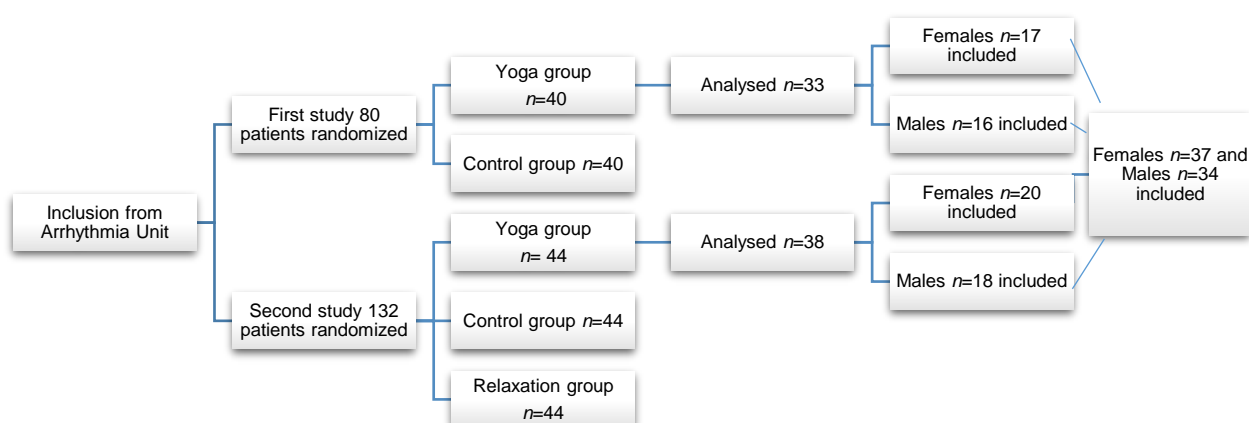 Inclusion from
Arrhythmia Unit
First study 80
patients randomized
Second study 132
patients randomized
Yoga group
n=40
Control group n=40
Yoga group
n= 44
Control group n=44
Relaxation group
n=44
Analysed n=33
Analysed n=38
Females n=17
included
Males n=16 included
Females n=20
included
Males n=18 included
Females n=37 and
Males n=34
included